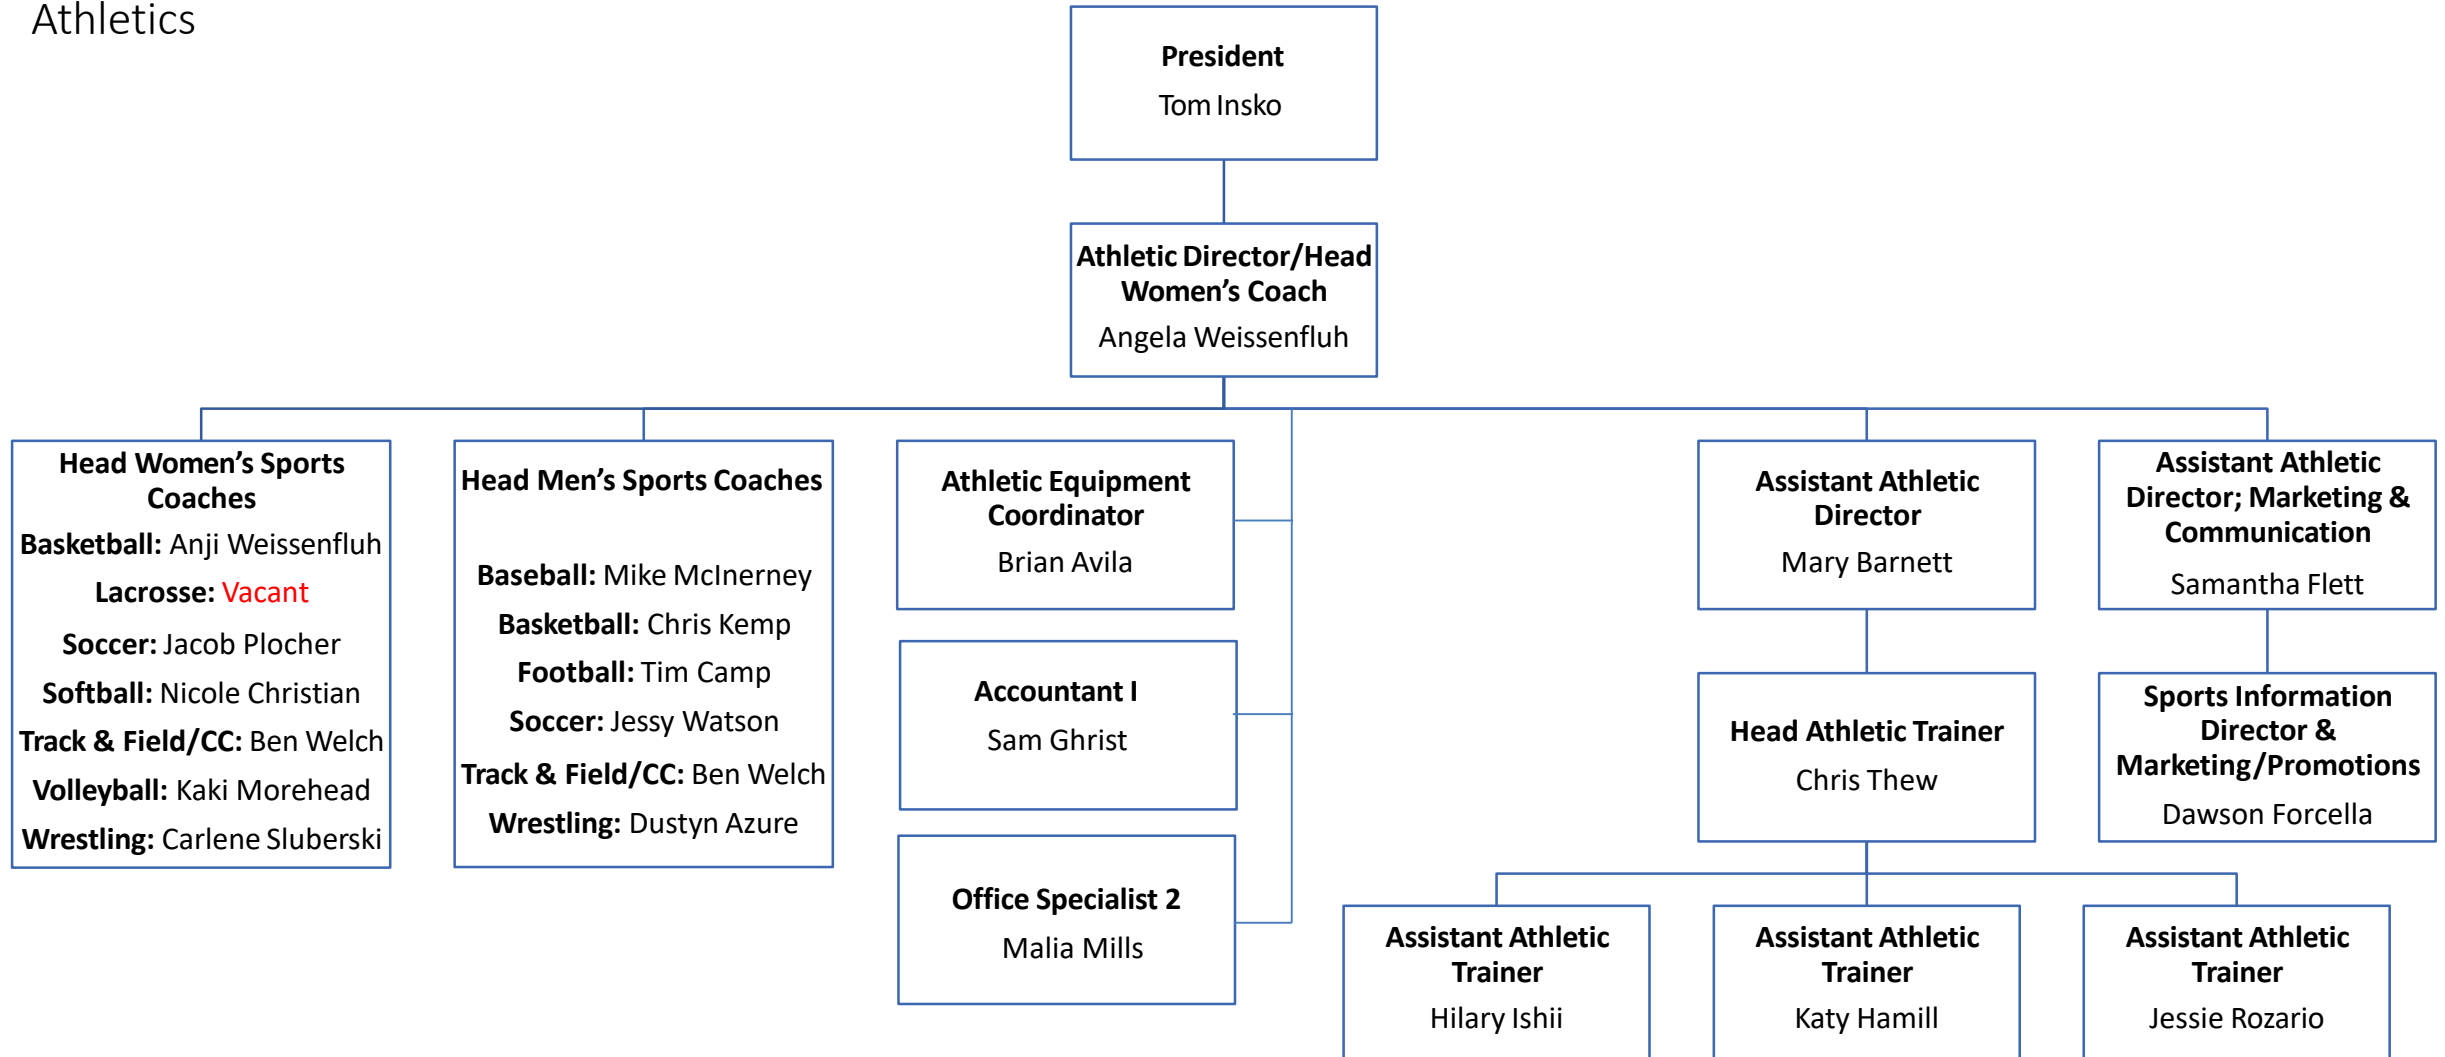 Athletics
President
Tom Insko
Athletic Director/Head
Women’s Coach
Angela Weissenfluh
Head Women’s Sports
Coaches
Basketball: Anji Weissenfluh
Lacrosse: Vacant
Soccer: Jacob Plocher
Softball: Nicole Christian
Track & Field/CC: Ben Welch
Volleyball: Kaki Morehead
Wrestling: Carlene Sluberski
Head Men’s Sports Coaches
Baseball: Mike McInerney
Basketball: Chris Kemp
Football: Tim Camp
Soccer: Jessy Watson
Track & Field/CC: Ben Welch
Wrestling: Dustyn Azure
Athletic Equipment
Coordinator
Brian Avila
Accountant I
Sam Ghrist
Office Specialist 2
Malia Mills
Assistant Athletic
Director
Mary Barnett
Head Athletic Trainer
Chris Thew
Assistant Athletic
Trainer
Hilary Ishii
Assistant Athletic
Trainer
Katy Hamill
Assistant Athletic
Trainer
Jessie Rozario
Assistant Athletic
Director; Marketing &
Communication
Samantha Flett
Sports Information
Director &
Marketing/Promotions
Dawson Forcella